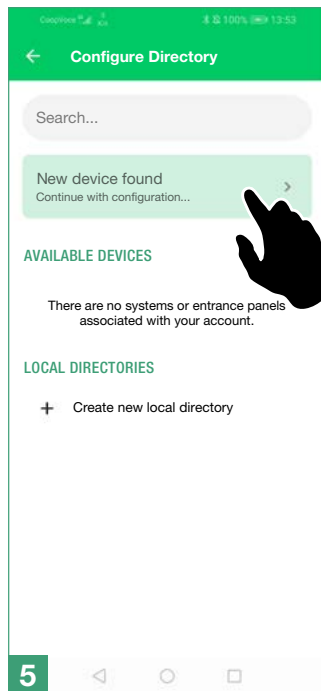 CoopVoce 100% 13:53
Configure Directory
Search...
New device found
Continue with configuration...
AVAILABLE DEVICES
There are no systems or entrance panels
associated with your account.
LOCAL DIRECTORIES
+ Create new local directory
5